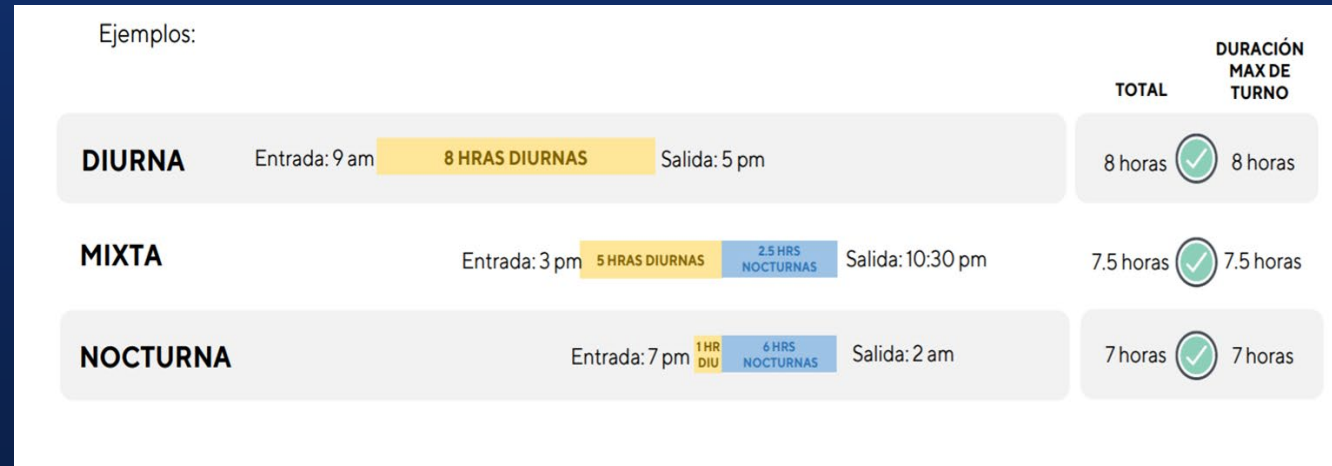 Ejemplos:
TOTAL
DURACIÓN
MAX DE
TURNO
DIURNA
Entrada: 9 am
8 HRAS DIURNAS
Salida: 5 pm
8 horas
8 horas
MIXTA
Entrada: 3 pm
5 HRAS DIURNAS
2.5 HRS
NOCTURNAS
Salida: 10:30 pm
7.5 horas
7.5 horas
NOCTURNA
Entrada: 7 pm
1 HR
DIU
6 HRS
NOCTURNAS
Salida: 2 am
7 horas
7 horas